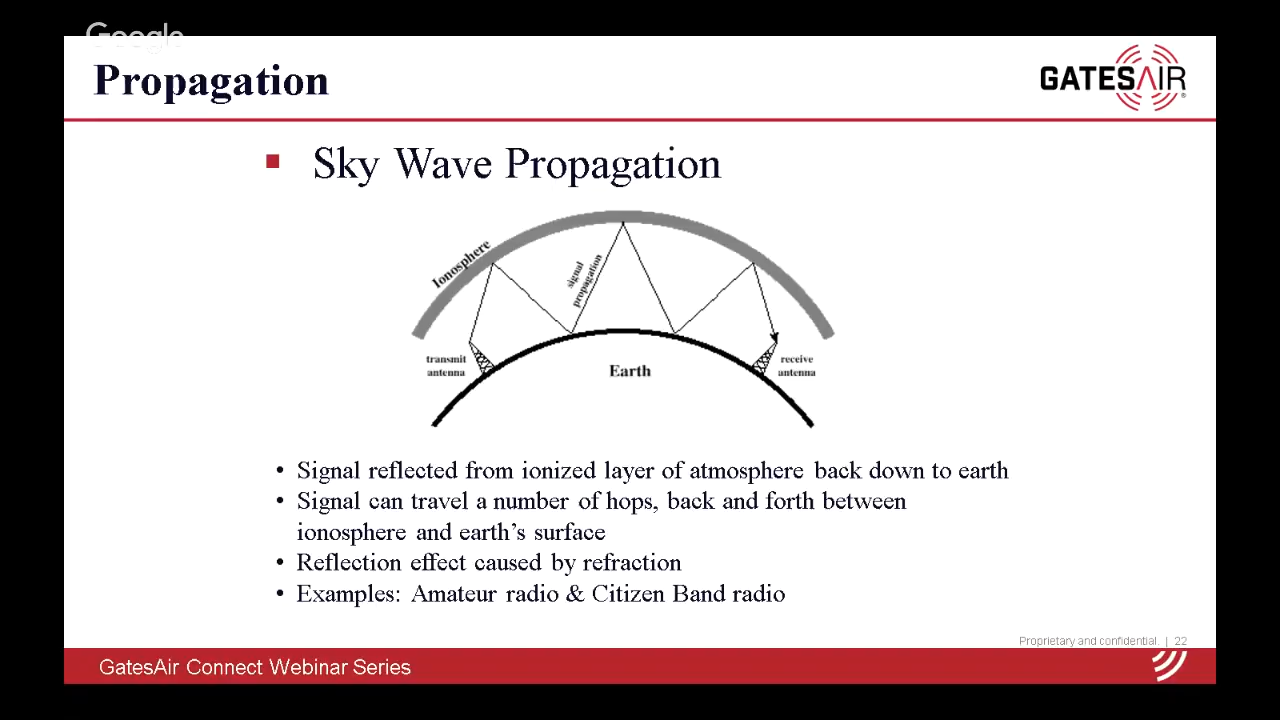 Google
Propagation
GATESAIR
▪ Sky Wave Propagation
Ionosphere
signal
propagation
transmit
antenna
Earth
receive
antenna
• Signal reflected from ionized layer of atmosphere back down to earth
• Signal can travel a number of hops, back and forth between
ionosphere and earth's surface
• Reflection effect caused by refraction
• Examples: Amateur radio & Citizen Band radio
Proprietary and confidential. | 22
GatesAir Connect Webinar Series